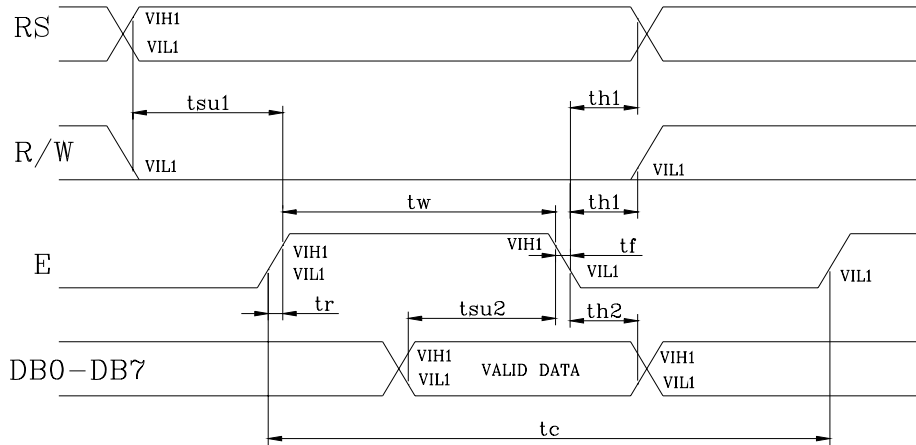 RS
VIH1
VIL1
tsu1
th1
R/W
VIL1
VIL1
tw
th1
E
VIH1
VIL1
VIH1
tf
VIL1
VIL1
tr
tsu2
th2
DB0-DB7
VIH1
VIL1
VALID DATA
VIH1
VIL1
tc